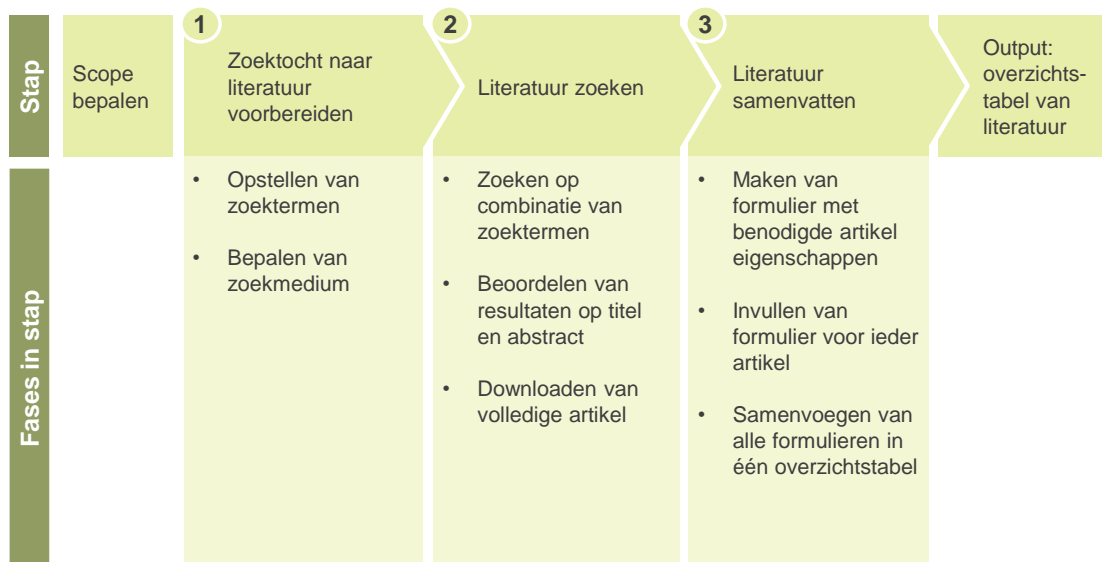 Stap
Scope
bepalen
1
Zoektocht naar
literatuur
voorbereiden
2
Literatuur zoeken
3
Literatuur
samenvatten
Output:
overzichts-
tabel van
literatuur
Fases in stap
• Opstellen van
zoektermen
• Bepalen van
zoekmedium
• Zoeken op
combinatie van
zoektermen
• Beoordelen van
resultaten op titel
en abstract
• Downloaden van
volledige artikel
• Maken van
formulier met
benodigde artikel
eigenschappen
• Invullen van
formulier voor ieder
artikel
• Samenvoegen van
alle formulieren in
één overzichtstabel